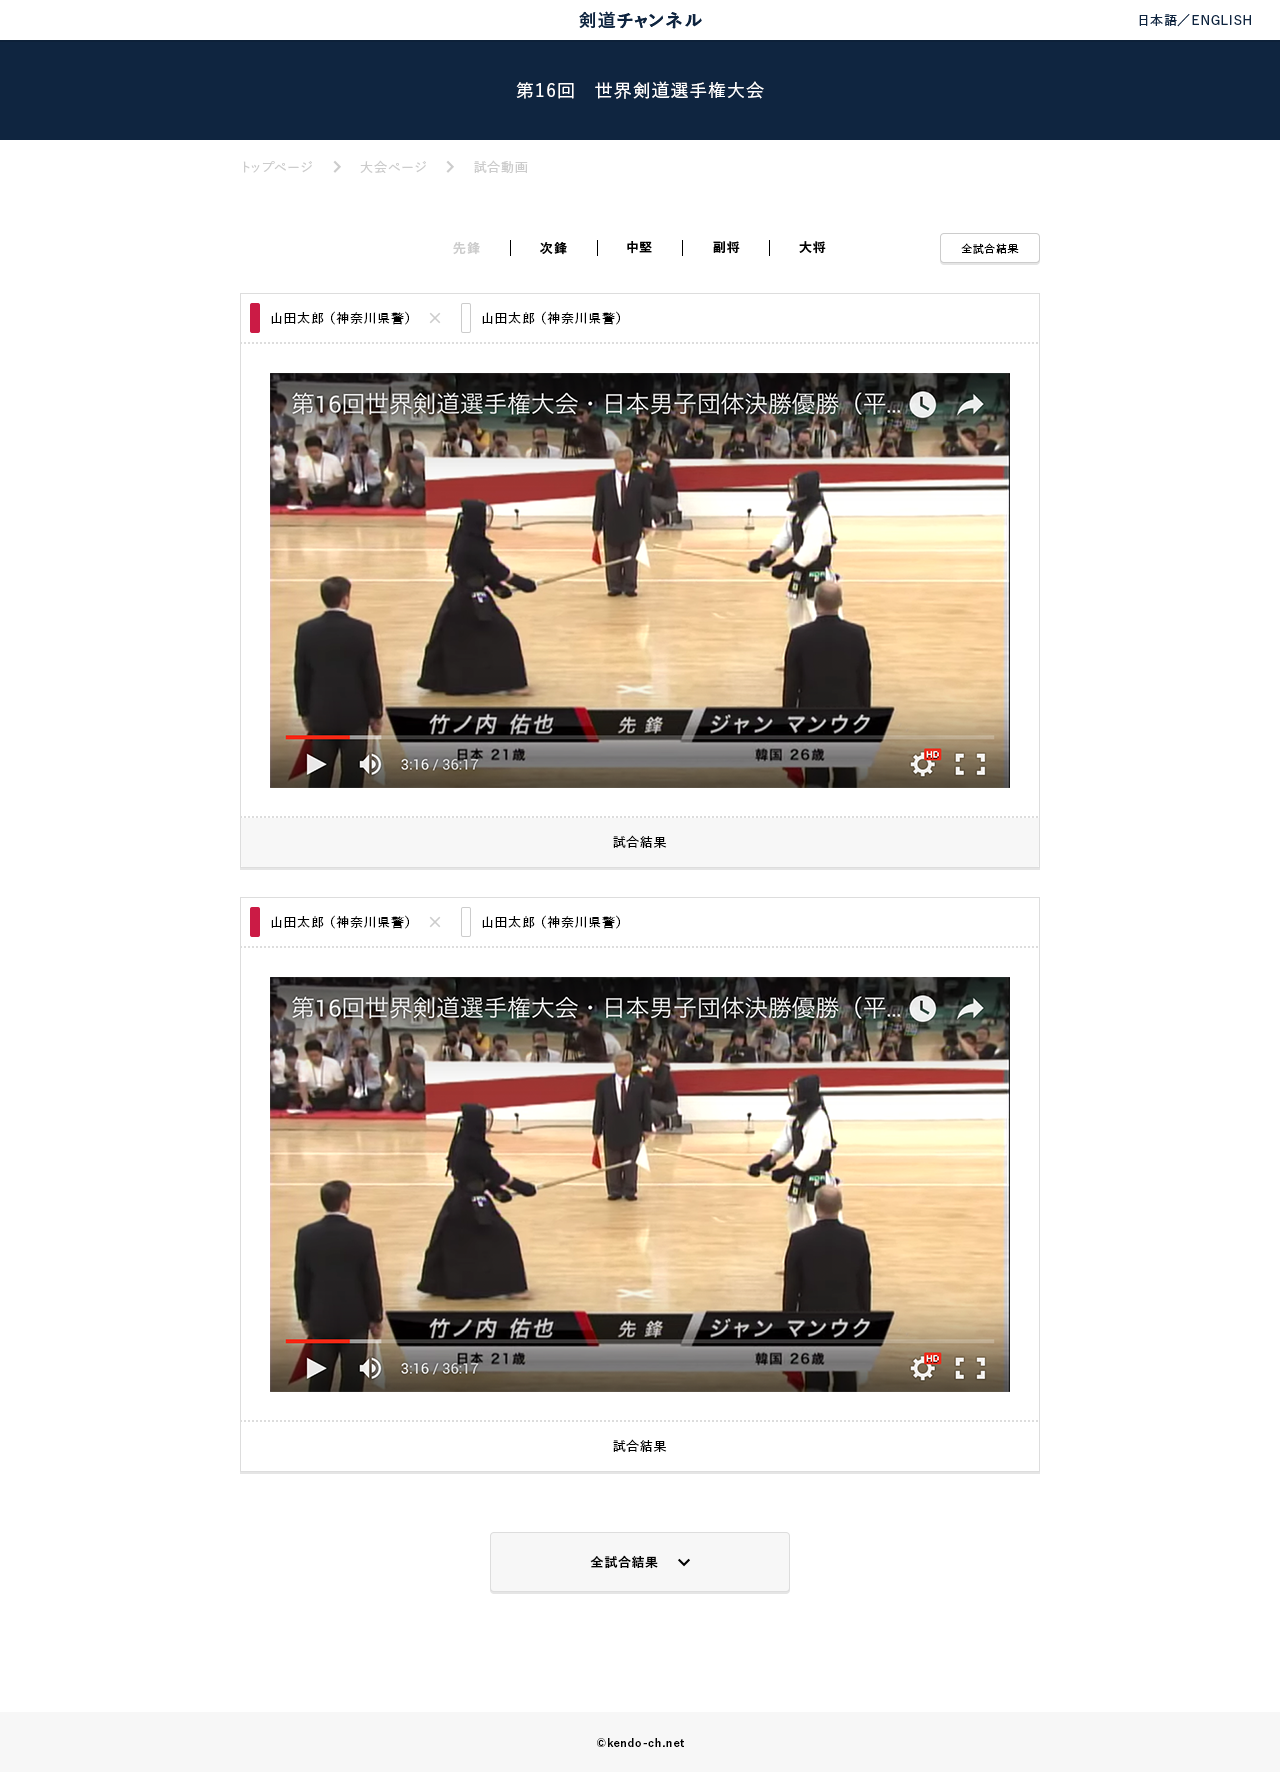 剣道チャンネル
日本語／ENGLISH
第16回　世界剣道選手権大会
トップページ > 大会ページ > 試合動画
先鋒 | 次鋒 | 中堅 | 副将 | 大将
全試合結果
山田太郎（神奈川県警） × 山田太郎（神奈川県警）
第16回世界剣道選手権大会・日本男子団体決勝優勝（平...
決勝
竹ノ内 佑也 先鋒 ジャン マンウク
日本 21歳 韓国 26歳
3:16 / 36:17
HD
試合結果
山田太郎（神奈川県警） × 山田太郎（神奈川県警）
第16回世界剣道選手権大会・日本男子団体決勝優勝（平...
決勝
竹ノ内 佑也 先鋒 ジャン マンウク
日本 21歳 韓国 26歳
3:16 / 36:17
HD
試合結果
全試合結果
©kendo-ch.net